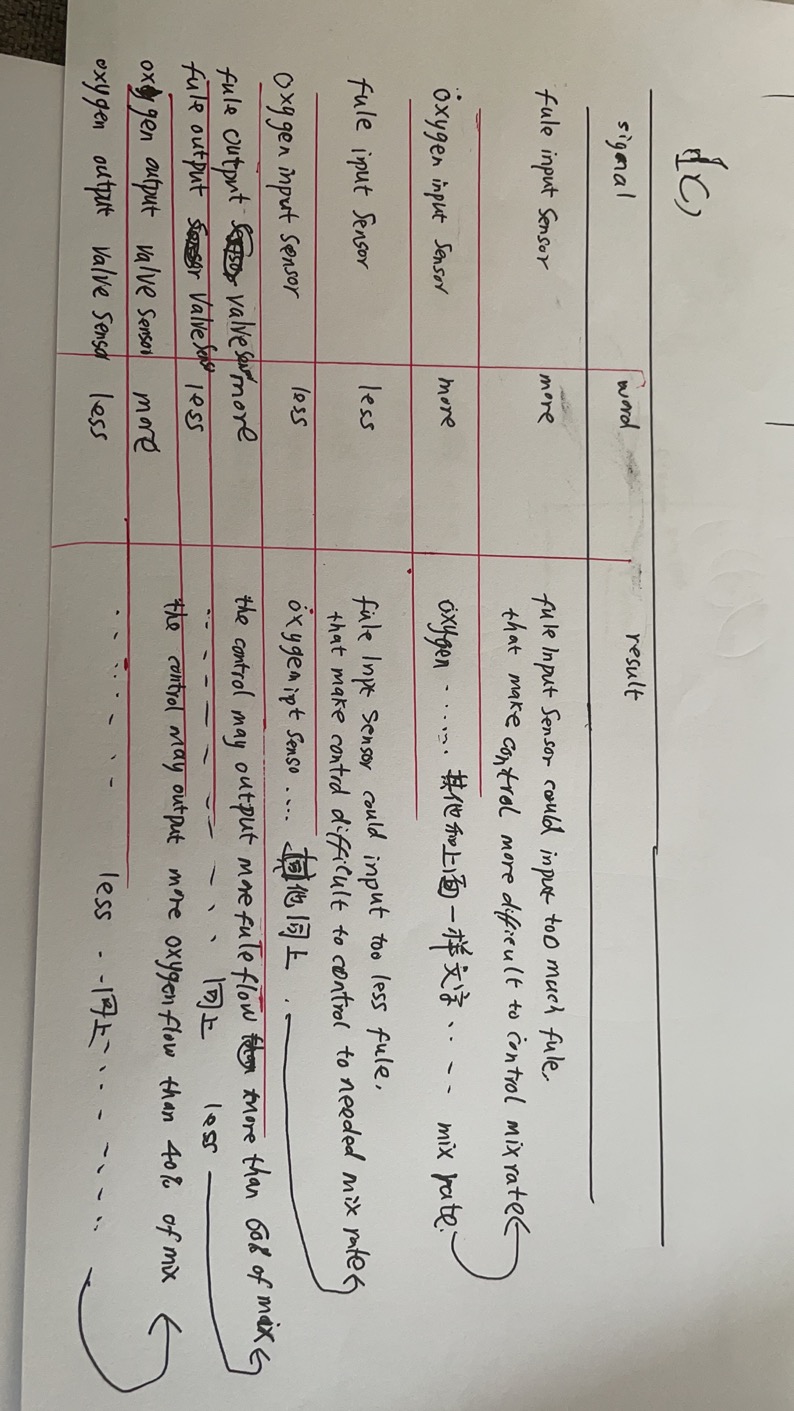 1C)
signal word result
fule input sensor more fule input sensor could input too much fule.
that make control more difficult to control mix rate
oxygen input sensor more oxygen - ..... 其他和上面一样文字 .. -- mix rate.
fule iput sensor less fule Inpt sensor could input too less fule,
that make control difficult to control to needed mix rate
oxygen input sensor less oxygen ipt senso .... 其他同上 .
fule output valve sensor more the control may output more fule flow more than 60% of max
fule output valve sensor less 同上 less
oxygen output valve sensor more the control may output more oxygen flow than 40% of mix
oxygen output valve sensor less less - - 同上